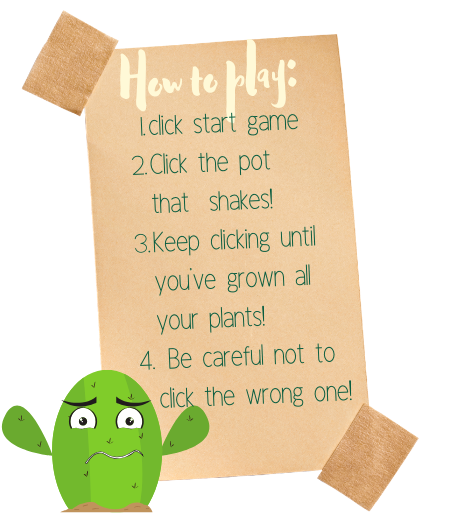 How to play:
1.click start game
2.Click the pot
that shakes!
3.Keep clicking until
you've grown all
your plants!
4. Be careful not to
click the wrong one!